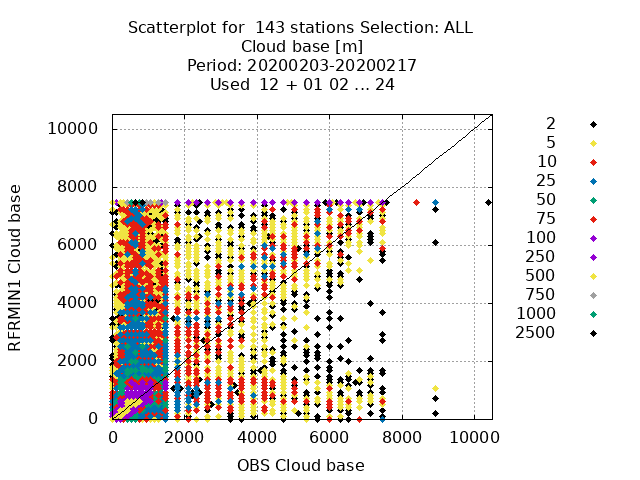 Scatterplot for  143 stations Selection: ALL
Cloud base [m]
Period: 20200203-20200217
Used  12 + 01 02 ... 24
RFRMIN1 Cloud base
10000
8000
6000
4000
2000
0
0 2000 4000 6000 8000 10000
OBS Cloud base
2
5
10
25
50
75
100
250
500
750
1000
2500